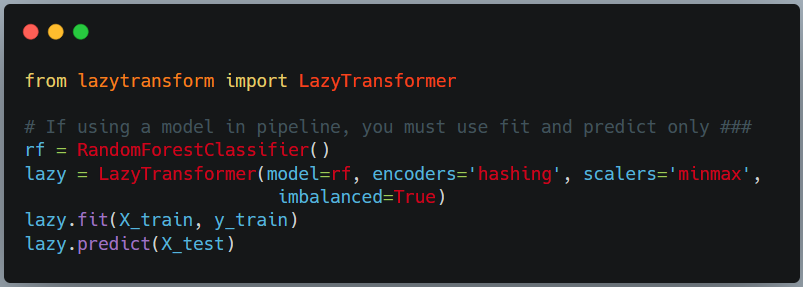 from lazytransform import LazyTransformer
# If using a model in pipeline, you must use fit and predict only ###
rf = RandomForestClassifier()
lazy = LazyTransformer(model=rf, encoders='hashing', scalers='minmax',
imbalanced=True)
lazy.fit(X_train, y_train)
lazy.predict(X_test)